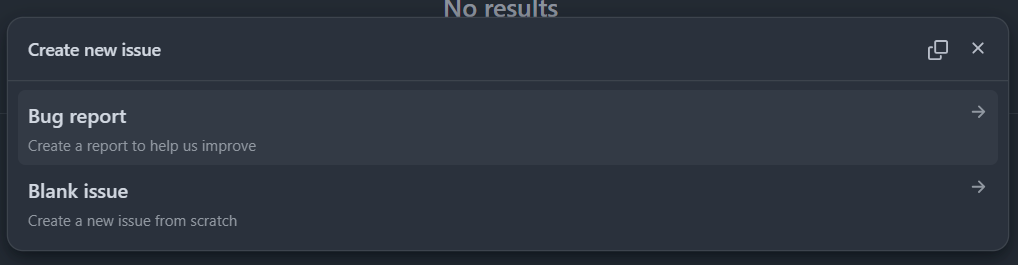 No results
Create new issue
Bug report
Create a report to help us improve
Blank issue
Create a new issue from scratch